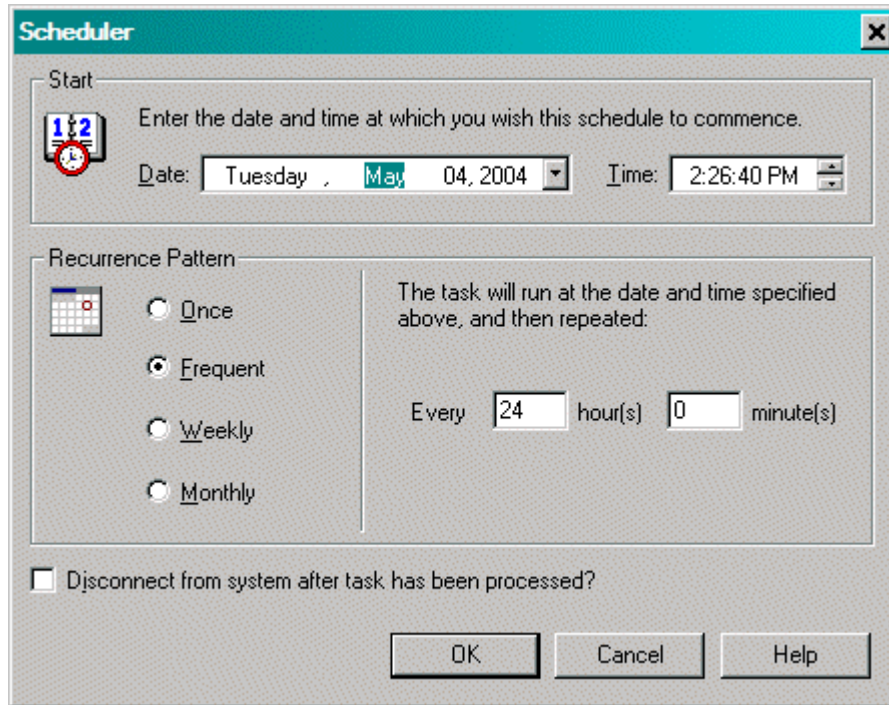 Scheduler
Start
1 2
Enter the date and time at which you wish this schedule to commence.
Date: Tuesday , May 04, 2004 Time: 2:26:40 PM
Recurrence Pattern
Once
Frequent
Weekly
Monthly
The task will run at the date and time specified
above, and then repeated:
Every 24 hour(s) 0 minute(s)
Disconnect from system after task has been processed?
OK Cancel Help